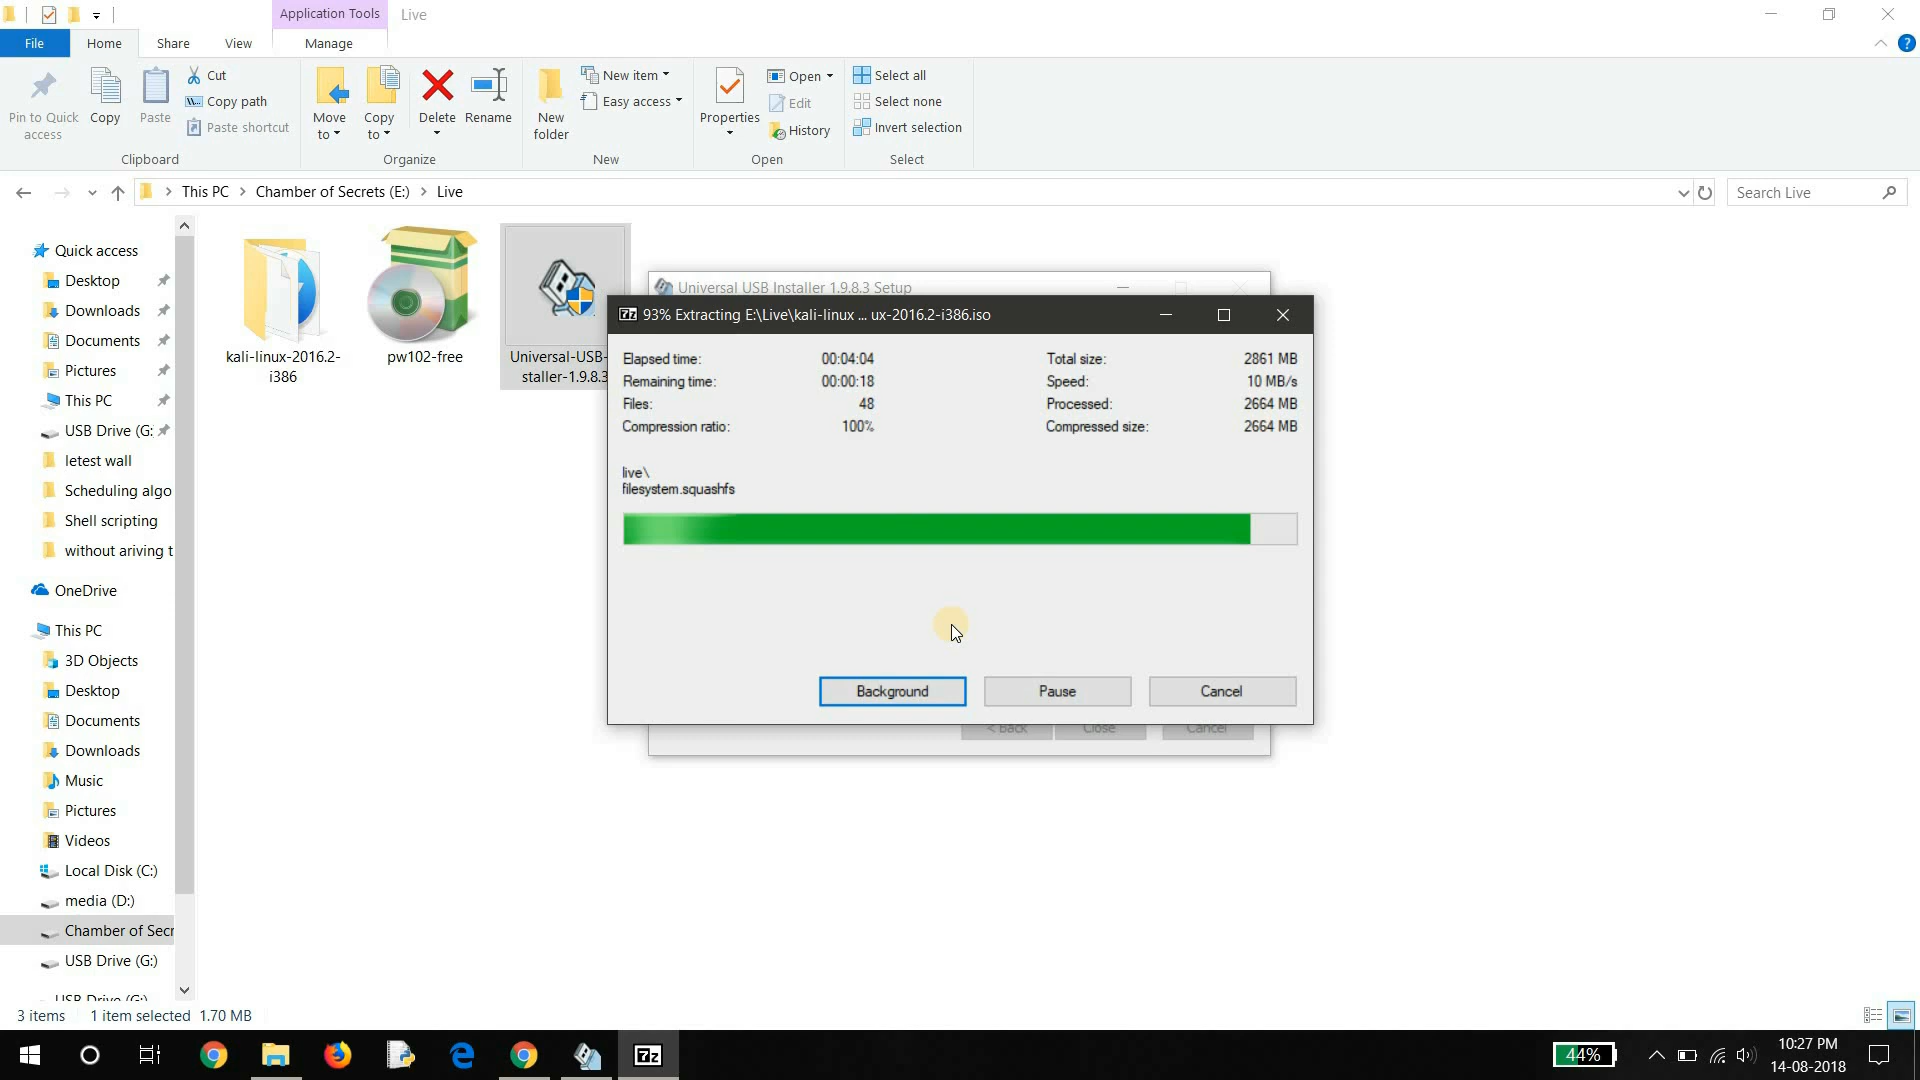 Application Tools
Live
File
Home
Share
View
Manage
Pin to Quick
access
Copy
Paste
Cut
Copy path
Paste shortcut
Clipboard
Move
to
Copy
to
Delete
Rename
Organize
New
folder
New item
Easy access
New
Properties
Open
Edit
History
Open
Select all
Select none
Invert selection
Select
This PC
Chamber of Secrets (E:)
Live
Search Live
Quick access
Desktop
Downloads
Documents
Pictures
This PC
USB Drive (G:
letest wall
Scheduling algo
Shell scripting
without ariving t
OneDrive
This PC
3D Objects
Desktop
Documents
Downloads
Music
Pictures
Videos
Local Disk (C:)
media (D:)
Chamber of Secr
USB Drive (G:)
USB Drive (G:)
kali-linux-2016.2-
i386
pw102-free
Universal-USB-
staller-1.9.8.3
Universal USB Installer 1.9.8.3 Setup
7z 93% Extracting E:\Live\kali-linux ... ux-2016.2-i386.iso
Elapsed time: 00:04:04
Total size: 2861 MB
Remaining time: 00:00:18
Speed: 10 MB/s
Files: 48
Processed: 2664 MB
Compression ratio: 100%
Compressed size: 2664 MB
live\
filesystem.squashfs
Background
Pause
Cancel
< Back
Close
Cancel
3 items
1 item selected 1.70 MB
7z
44%
10:27 PM
14-08-2018